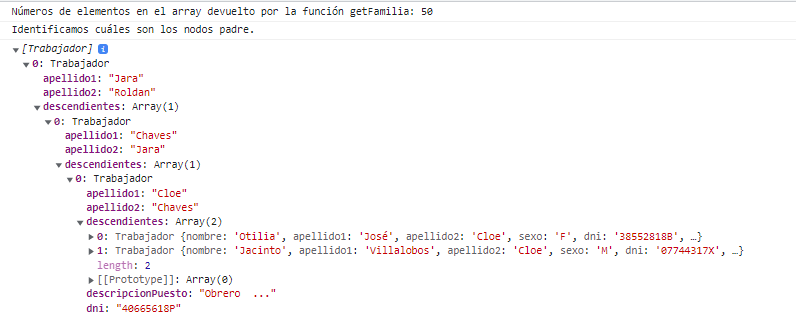 Números de elementos en el array devuelto por la función getFamilia: 50
Identificamos cuáles son los nodos padre.
▼[Trabajador] i
▼0: Trabajador
apellido1: "Jara"
apellido2: "Roldan"
▼descendientes: Array(1)
▼0: Trabajador
apellido1: "Chaves"
apellido2: "Jara"
▼descendientes: Array(1)
▼0: Trabajador
apellido1: "Cloe"
apellido2: "Chaves"
▼descendientes: Array(2)
▶0: Trabajador {nombre: 'Otilia', apellido1: 'José', apellido2: 'Cloe', sexo: 'F', dni: '38552818B', …}
▶1: Trabajador {nombre: 'Jacinto', apellido1: 'Villalobos', apellido2: 'Cloe', sexo: 'M', dni: '07744317X', …}
length: 2
▶[[Prototype]]: Array(0)
descripcionPuesto: "Obrero  ..."
dni: "40665618P"